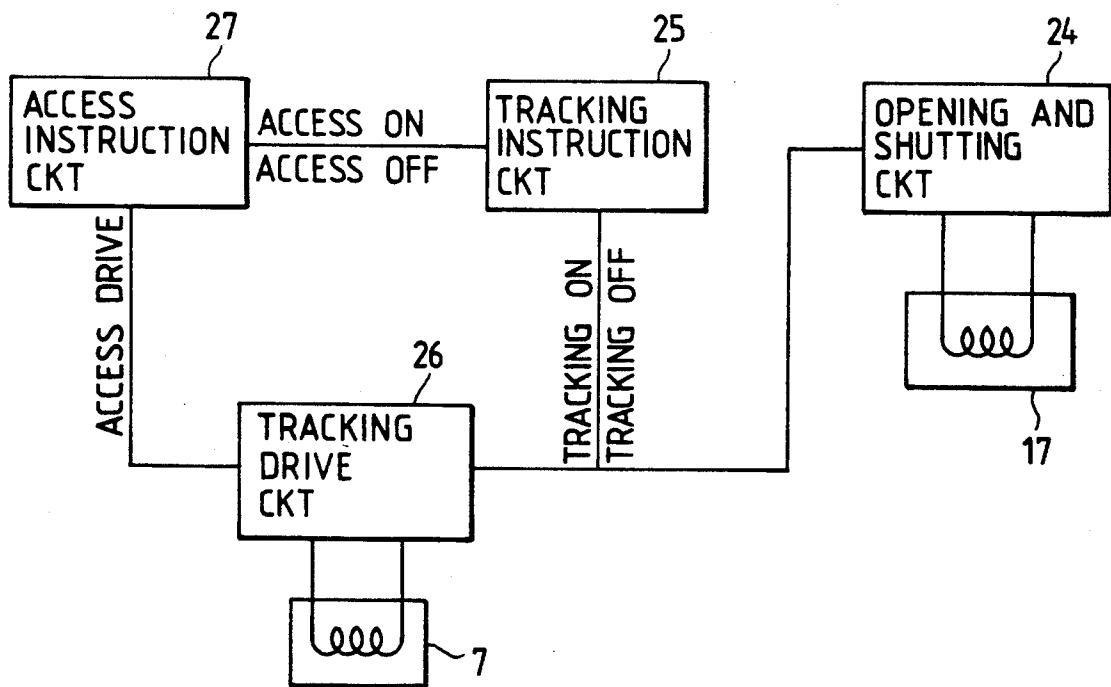 27
ACCESS
INSTRUCTION
CKT
ACCESS ON
ACCESS OFF
25
TRACKING
INSTRUCTION
CKT
24
OPENING AND
SHUTTING
CKT
ACCESS DRIVE
TRACKING ON
TRACKING OFF
17
26
TRACKING
DRIVE
CKT
7